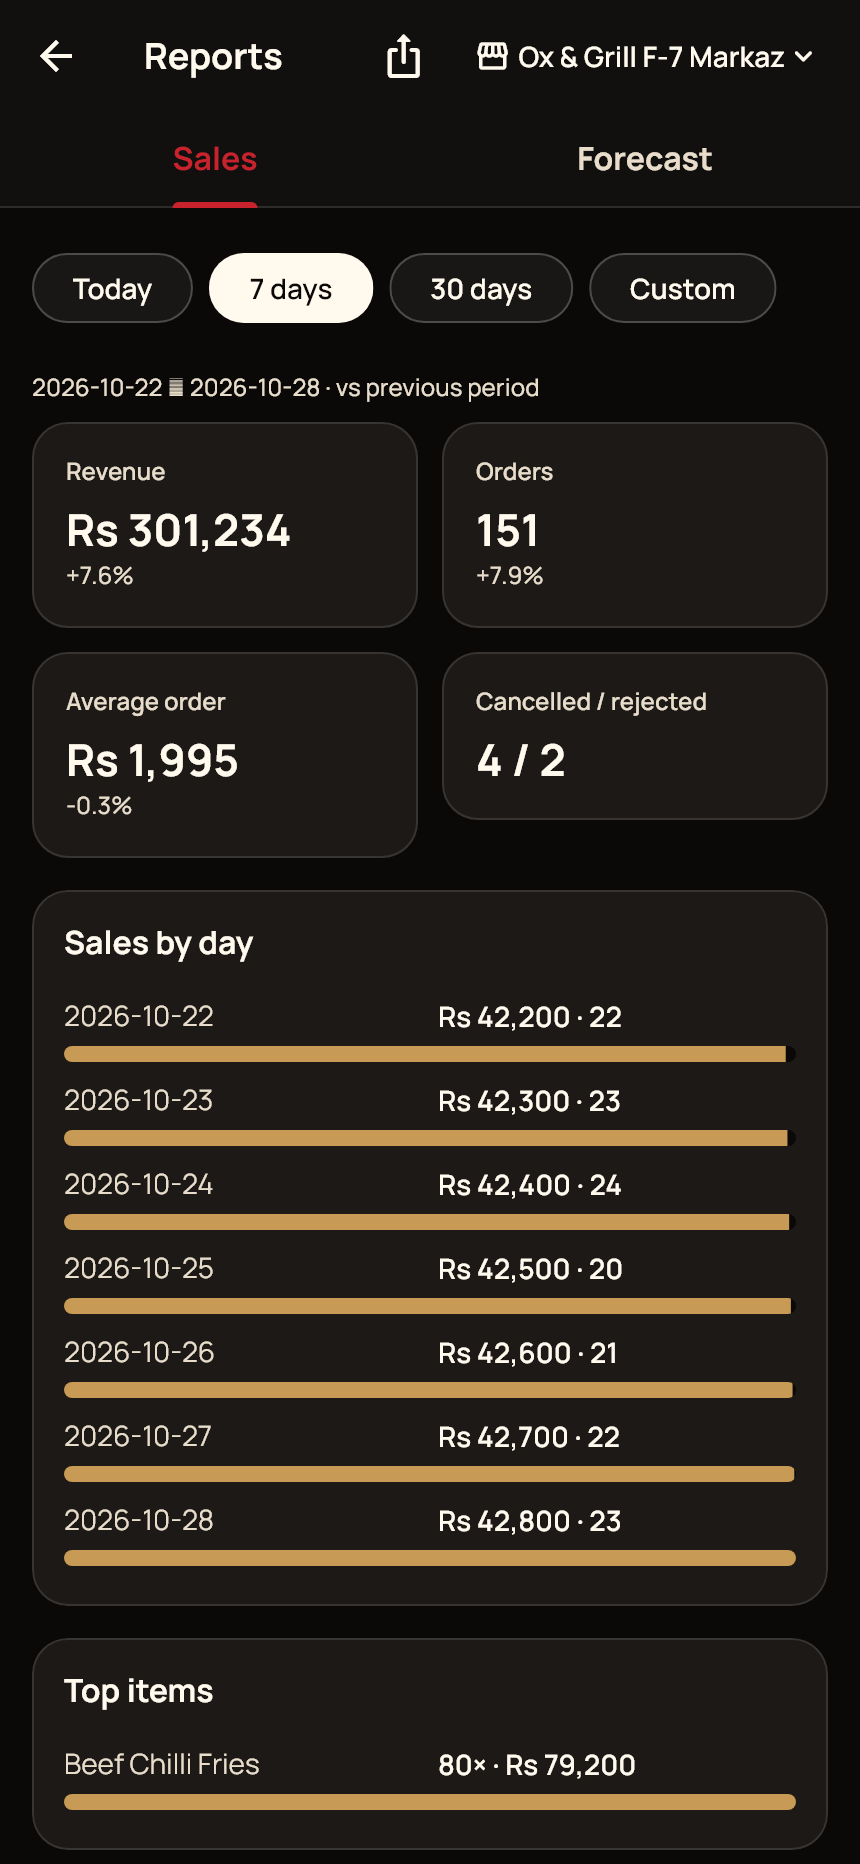 Reports
Ox & Grill F-7 Markaz
Sales
Forecast
Today
7 days
30 days
Custom
2026-10-22 2026-10-28 · vs previous period
Revenue
Rs 301,234
+7.6%
Orders
151
+7.9%
Average order
Rs 1,995
-0.3%
Cancelled / rejected
4 / 2
Sales by day
2026-10-22 Rs 42,200 · 22
2026-10-23 Rs 42,300 · 23
2026-10-24 Rs 42,400 · 24
2026-10-25 Rs 42,500 · 20
2026-10-26 Rs 42,600 · 21
2026-10-27 Rs 42,700 · 22
2026-10-28 Rs 42,800 · 23
Top items
Beef Chilli Fries 80× · Rs 79,200